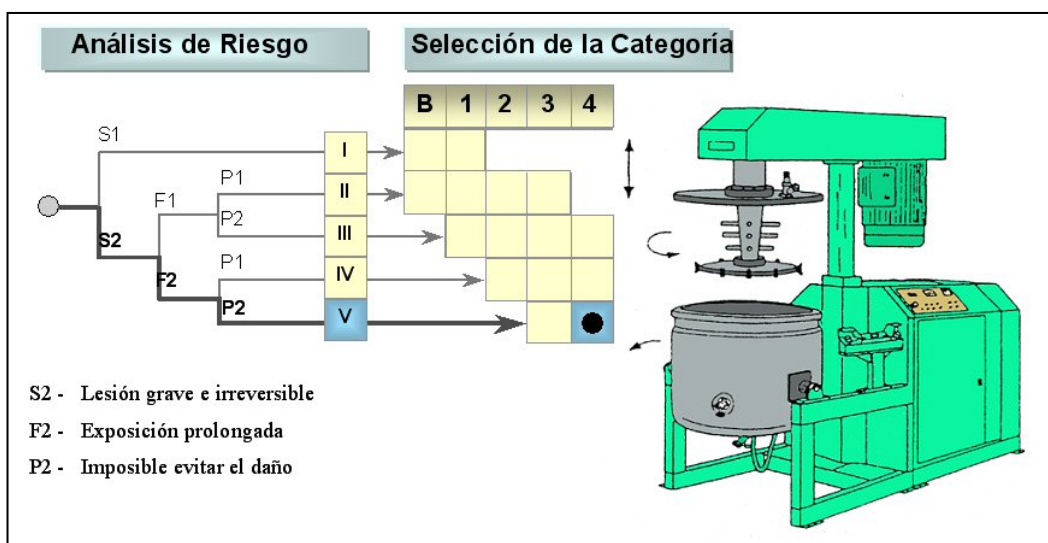 Análisis de Riesgo
Selección de la Categoría
B 1 2 3 4
S1
I
P1
II
F1
P2
III
S2
P1
IV
F2
P2
V
S2 - Lesión grave e irreversible
F2 - Exposición prolongada
P2 - Imposible evitar el daño